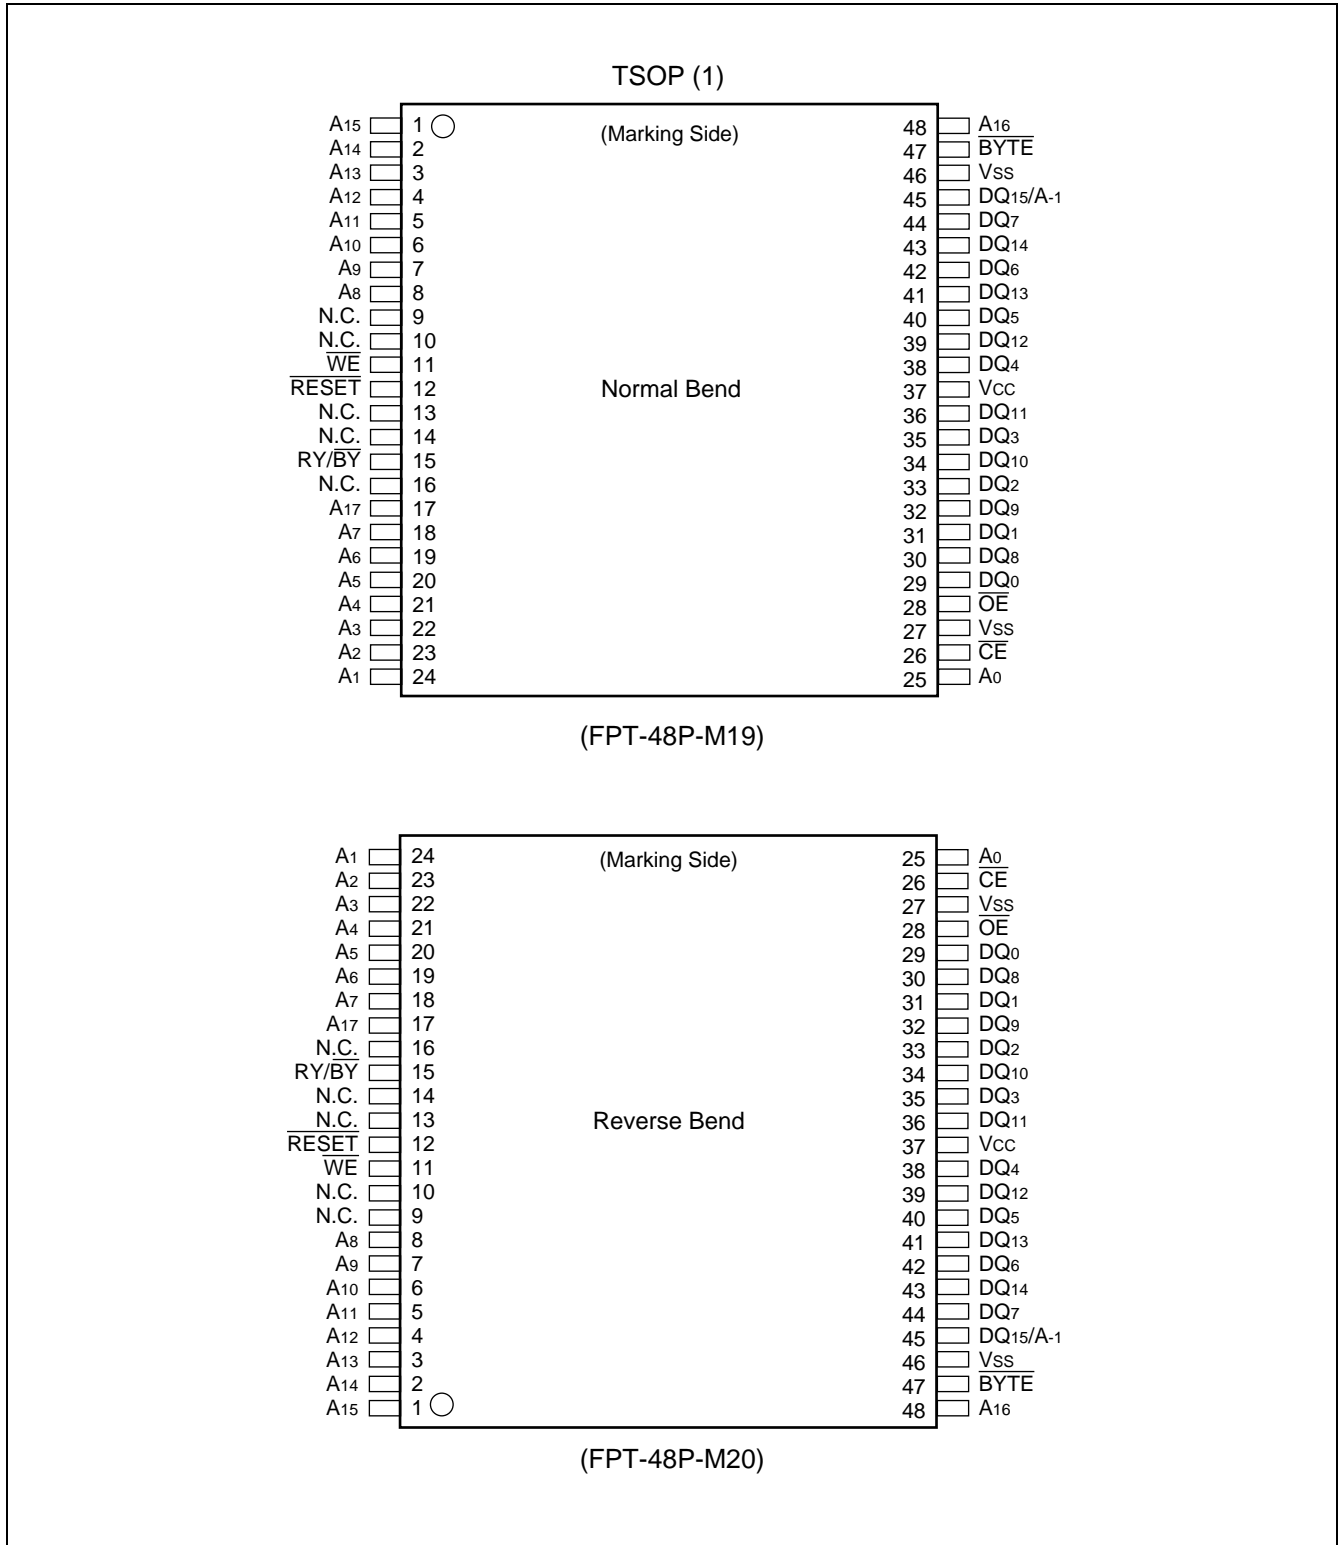 TSOP (1)
(Marking Side)
A15 1 48 A16
A14 2 47 BYTE
A13 3 46 VSS
A12 4 45 DQ15/A-1
A11 5 44 DQ7
A10 6 43 DQ14
A9 7 42 DQ6
A8 8 41 DQ13
N.C. 9 40 DQ5
N.C. 10 39 DQ12
WE 11 38 DQ4
RESET 12 Normal Bend 37 VCC
N.C. 13 36 DQ11
N.C. 14 35 DQ3
RY/BY 15 34 DQ10
N.C. 16 33 DQ2
A17 17 32 DQ9
A7 18 31 DQ1
A6 19 30 DQ8
A5 20 29 DQ0
A4 21 28 OE
A3 22 27 VSS
A2 23 26 CE
A1 24 25 A0
(FPT-48P-M19)
A1 24 (Marking Side) 25 A0
A2 23 26 CE
A3 22 27 VSS
A4 21 28 OE
A5 20 29 DQ0
A6 19 30 DQ8
A7 18 31 DQ1
A17 17 32 DQ9
N.C. 16 33 DQ2
RY/BY 15 34 DQ10
N.C. 14 35 DQ3
N.C. 13 Reverse Bend 36 DQ11
RESET 12 37 VCC
WE 11 38 DQ4
N.C. 10 39 DQ12
N.C. 9 40 DQ5
A8 8 41 DQ13
A9 7 42 DQ6
A10 6 43 DQ14
A11 5 44 DQ7
A12 4 45 DQ15/A-1
A13 3 46 VSS
A14 2 47 BYTE
A15 1 48 A16
(FPT-48P-M20)